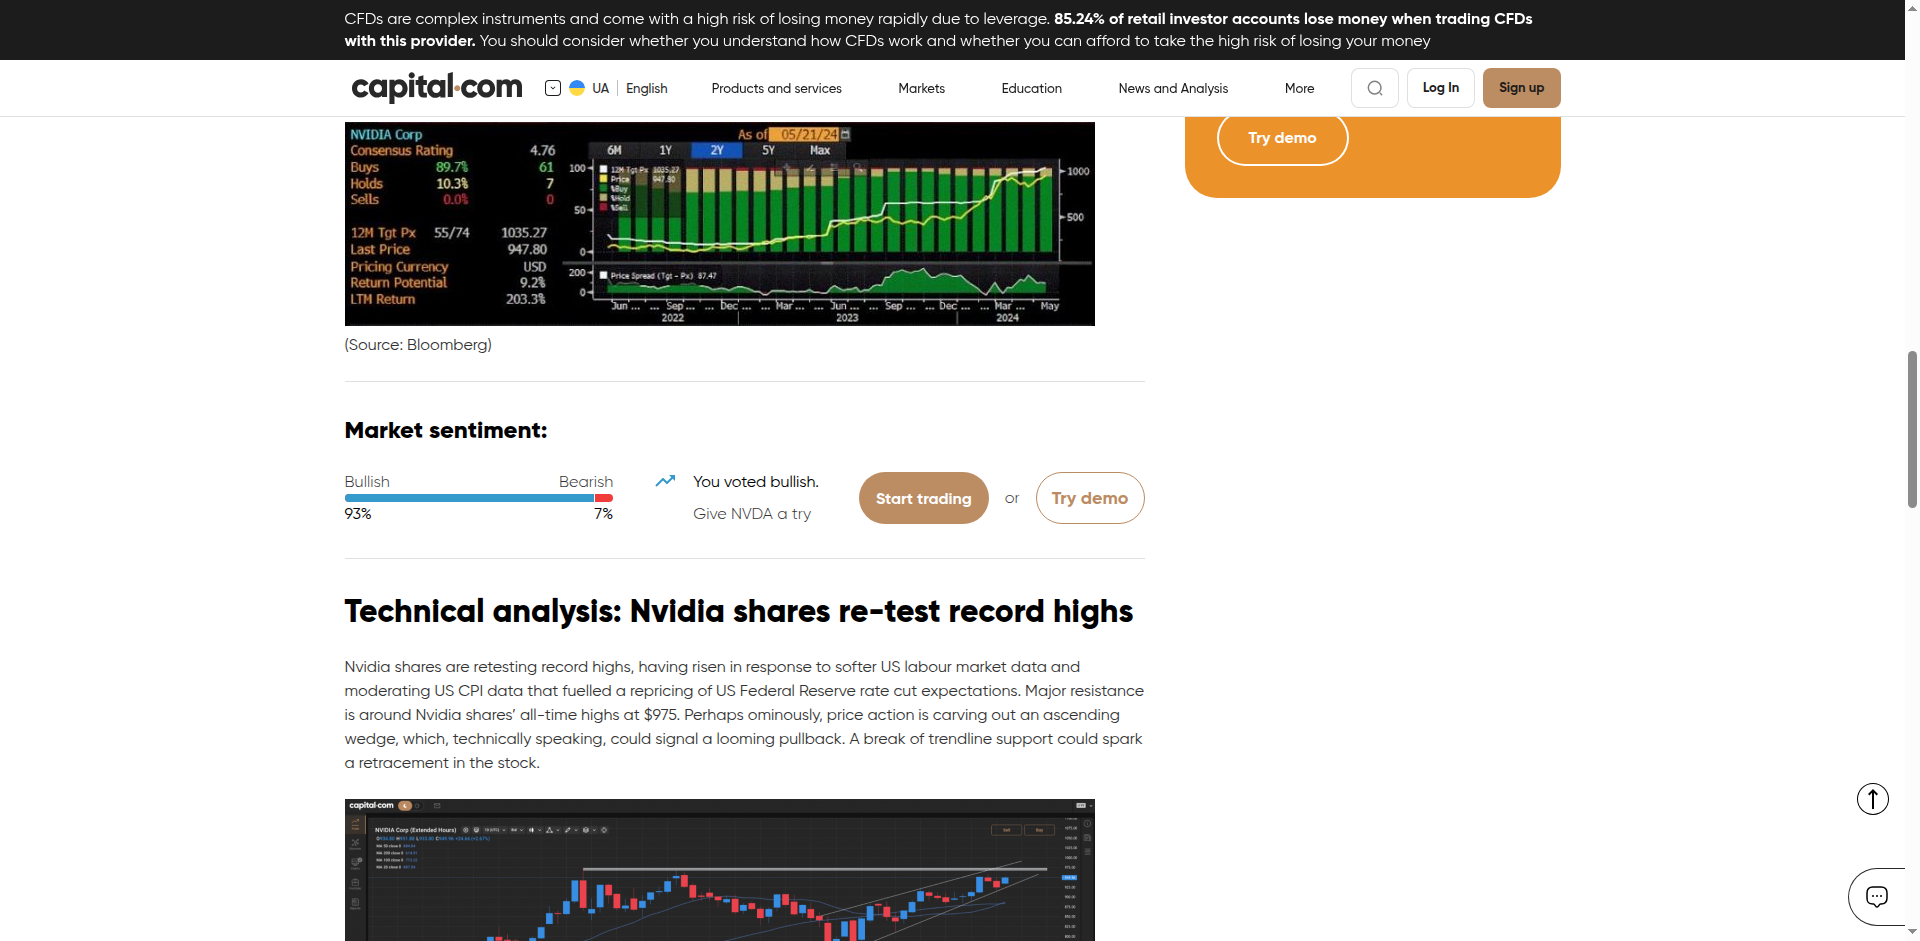 CFDs are complex instruments and come with a high risk of losing money rapidly due to leverage. 85.24% of retail investor accounts lose money when trading CFDs
with this provider. You should consider whether you understand how CFDs work and whether you can afford to take the high risk of losing your money
capital.com
UA English
Products and services
Markets
Education
News and Analysis
More
Log In
Sign up
Try demo
NVIDIA Corp
As of 05/21/24
Consensus Rating 4.76
6M 1Y 2Y 5Y Max
Buys 89.7% 61
Holds 10.3% 7
Sells 0.0% 0
12M Tgt Px 55/74 1035.27
Last Price 947.80
Pricing Currency USD
Return Potential 9.2%
LTM Return 203.3%
12M Tgt Px 1035.27
Price 947.80
%Buy
%Hold
%Sell
100
50
0
1000
500
200
0
Price Spread (Tgt - Px) 87.47
Jun ... ... Sep ... ... Dec ... ... Mar ... ... Jun ... ... Sep ... ... Dec ... ... Mar ... May
2022 2023 2024
(Source: Bloomberg)
Market sentiment:
Bullish Bearish
93% 7%
You voted bullish.
Give NVDA a try
Start trading
or
Try demo
Technical analysis: Nvidia shares re-test record highs
Nvidia shares are retesting record highs, having risen in response to softer US labour market data and
moderating US CPI data that fuelled a repricing of US Federal Reserve rate cut expectations. Major resistance
is around Nvidia shares’ all-time highs at $975. Perhaps ominously, price action is carving out an ascending
wedge, which, technically speaking, could signal a looming pullback. A break of trendline support could spark
a retracement in the stock.
capital.com
NVIDIA Corp (Extended Hours)